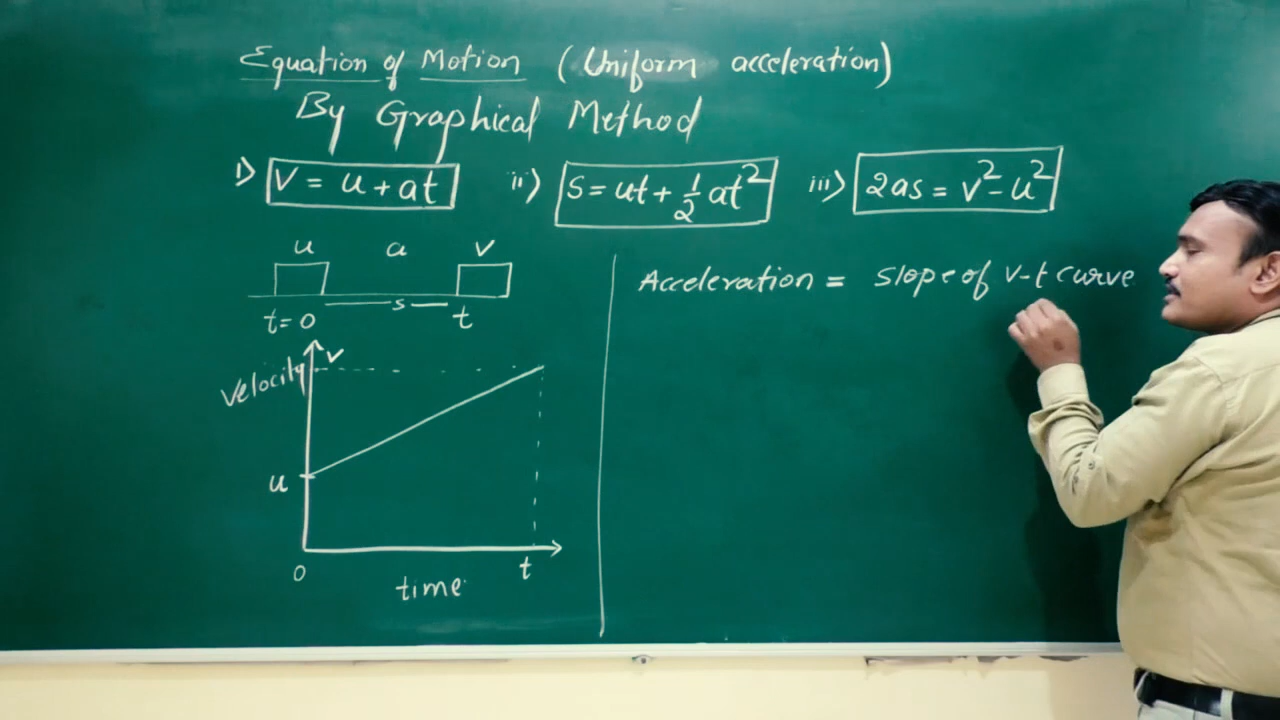 Equation of Motion (Uniform acceleration)
By Graphical Method
i) V = u + at ii) S = ut + 1/2 at² iii) 2as = v² - u²
u a v
s
t = 0 t
Acceleration = slope of v-t curve
v
Velocity
u
0 time t